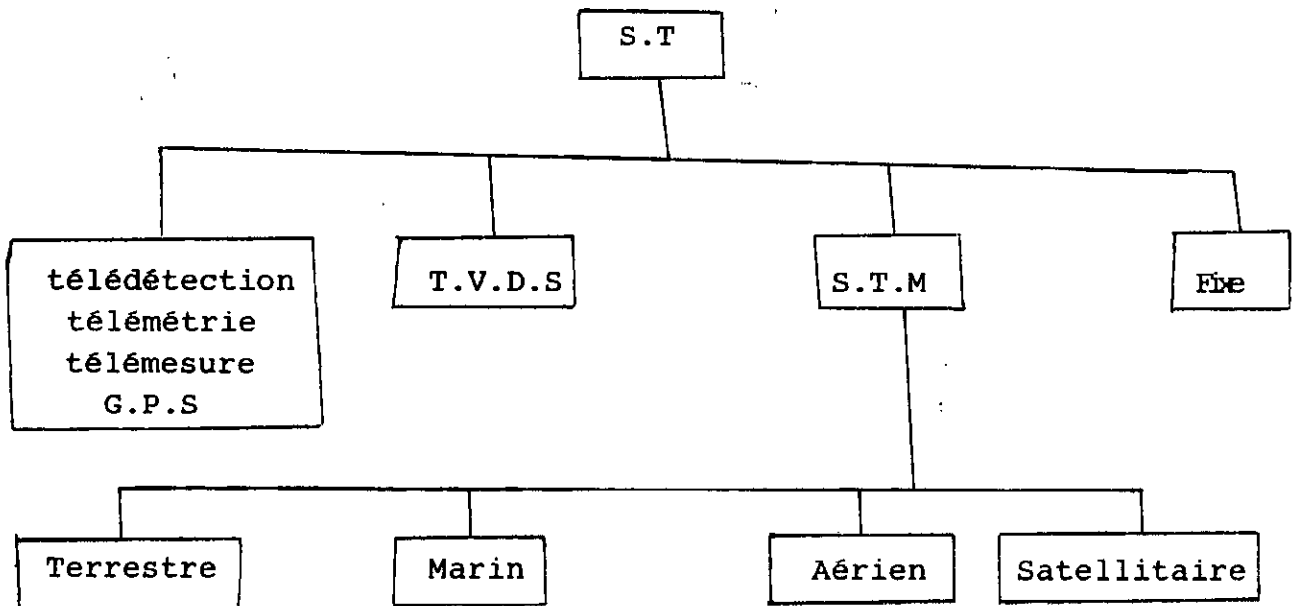 S.T
télédétection
télémétrie
télémesure
G.P.S
T.V.D.S
S.T.M
Fixe
Terrestre
Marin
Aérien
Satellitaire